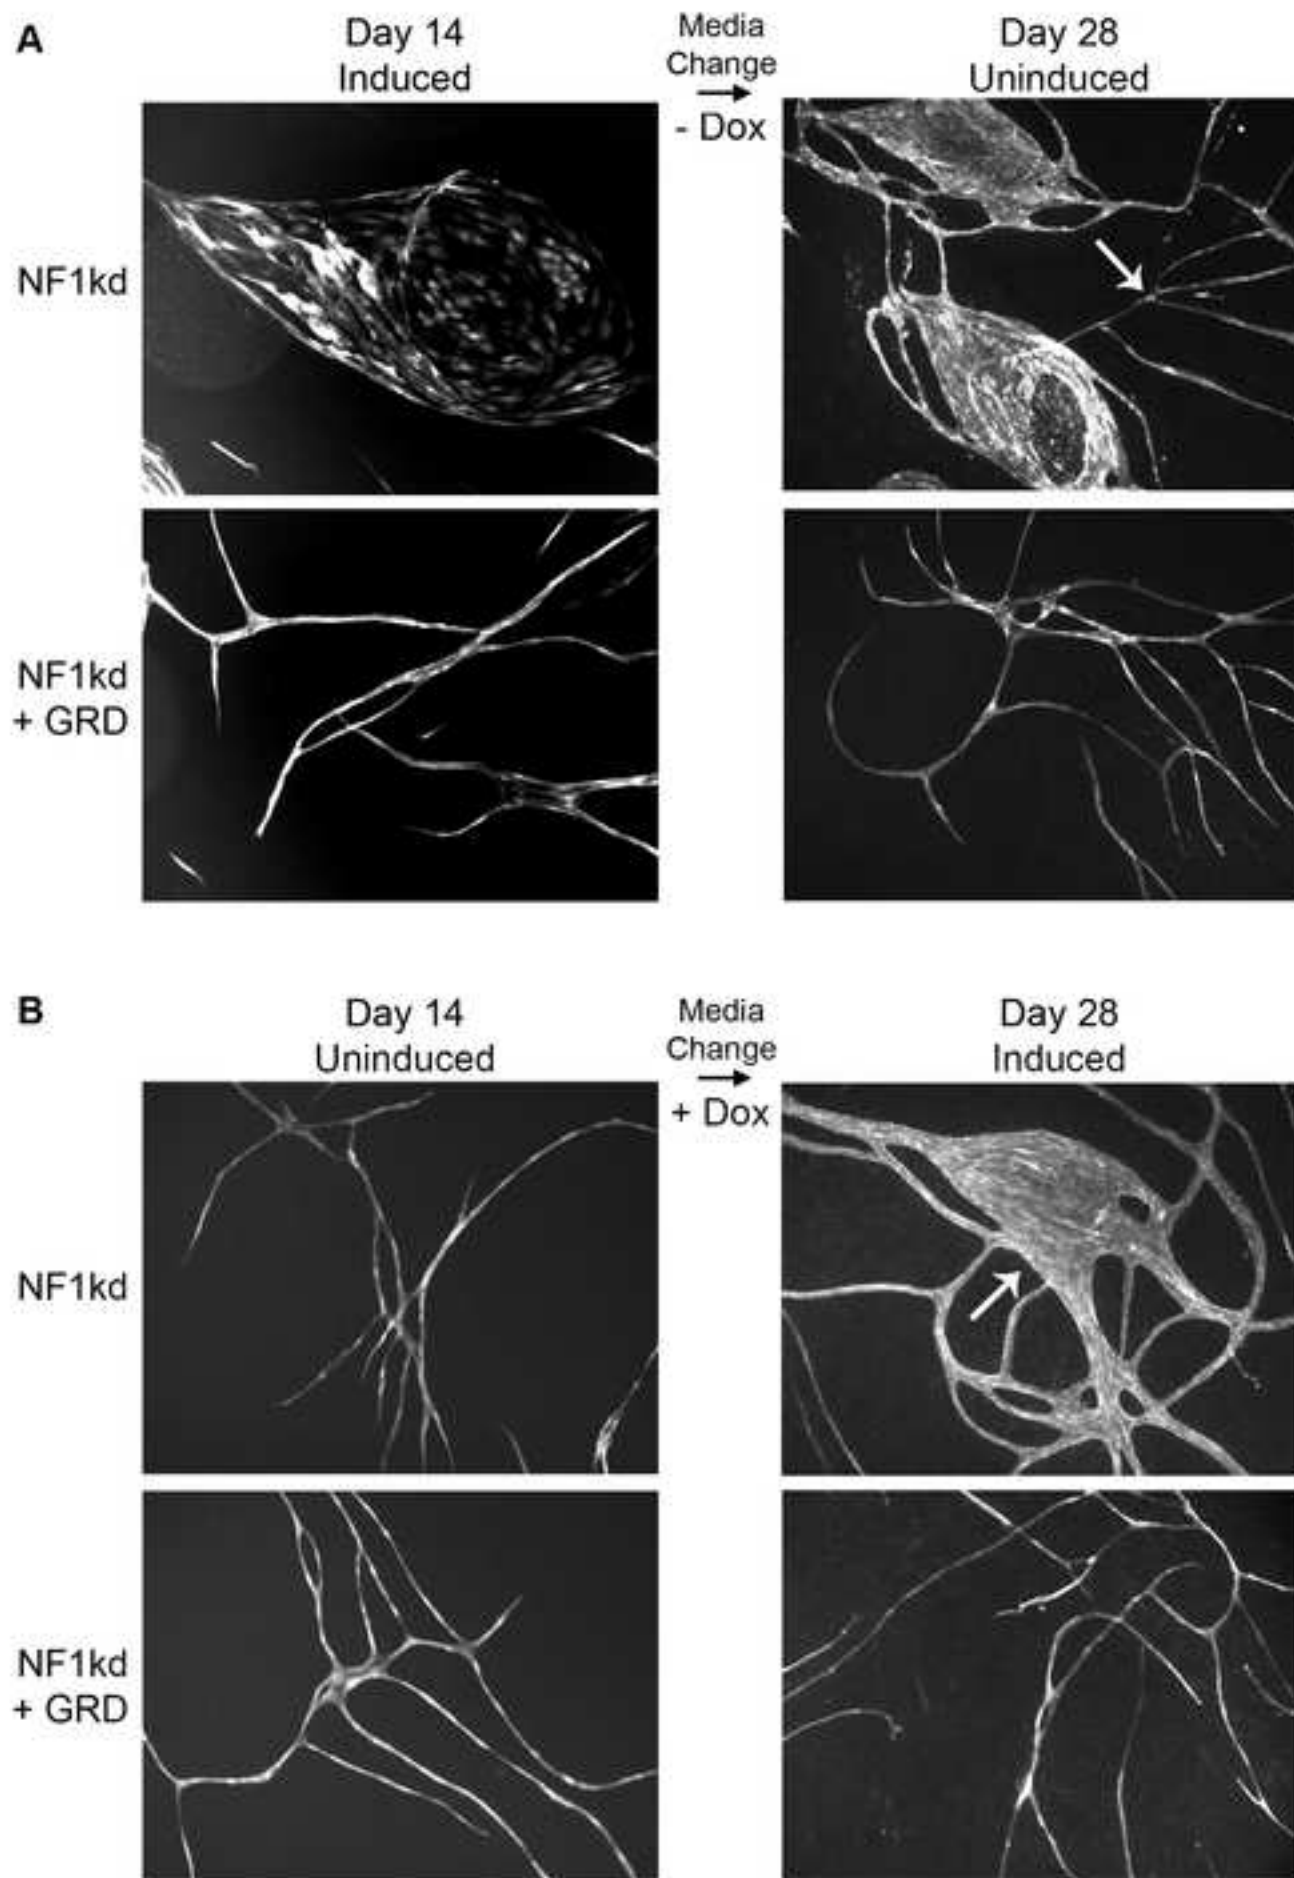 A
Day 14
Induced
Media
Change
- Dox
Day 28
Uninduced
NF1kd
NF1kd
+ GRD
B
Day 14
Uninduced
Media
Change
+ Dox
Day 28
Induced
NF1kd
NF1kd
+ GRD